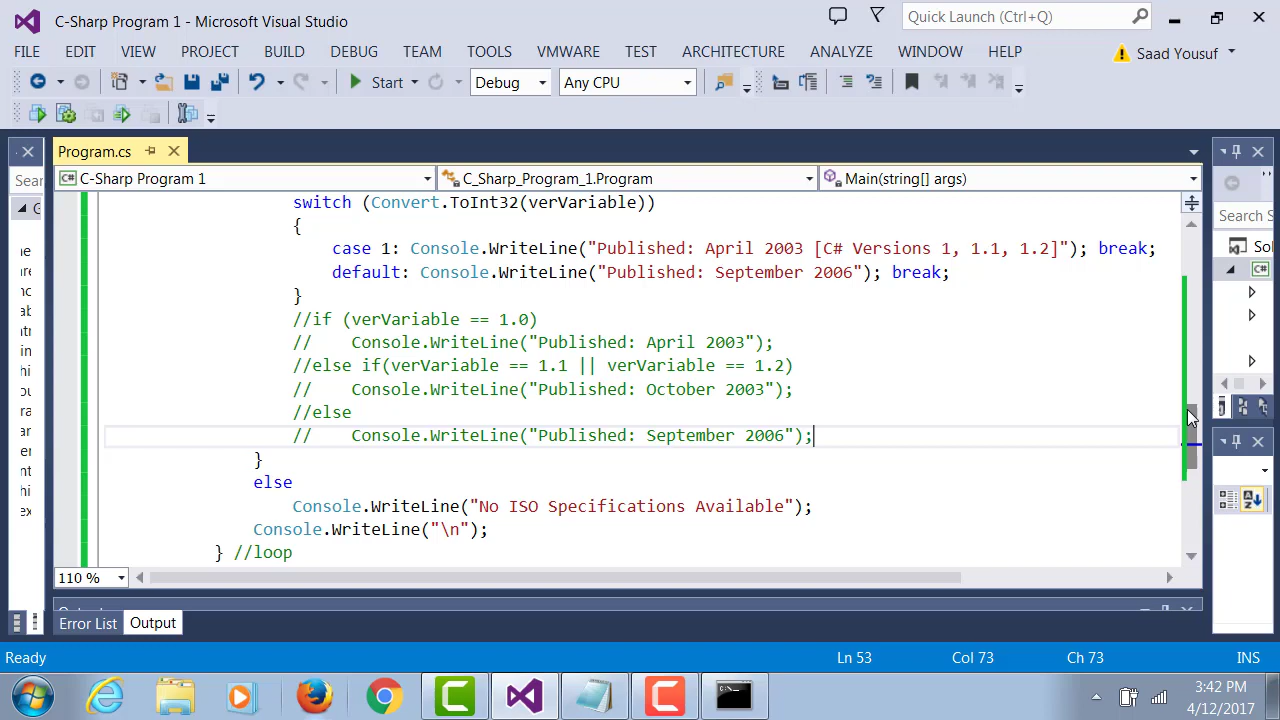 C-Sharp Program 1 - Microsoft Visual Studio
Quick Launch (Ctrl+Q)
FILE EDIT VIEW PROJECT BUILD DEBUG TEAM TOOLS VMWARE TEST ARCHITECTURE ANALYZE WINDOW HELP Saad Yousuf
Start Debug Any CPU
Program.cs
Sear
C-Sharp Program 1 C_Sharp_Program_1.Program Main(string[] args)
Search S
switch (Convert.ToInt32(verVariable))
{
case 1: Console.WriteLine("Published: April 2003 [C# Versions 1, 1.1, 1.2]"); break;
default: Console.WriteLine("Published: September 2006"); break;
}
//if (verVariable == 1.0)
// Console.WriteLine("Published: April 2003");
//else if(verVariable == 1.1 || verVariable == 1.2)
// Console.WriteLine("Published: October 2003");
//else
// Console.WriteLine("Published: September 2006");
}
else
Console.WriteLine("No ISO Specifications Available");
Console.WriteLine("\n");
} //loop
110 %
Error List Output
Ready Ln 53 Col 73 Ch 73 INS
3:42 PM
4/12/2017